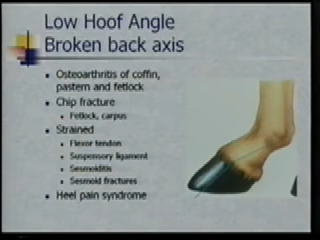 Low Hoof Angle
Broken back axis
Osteoarthritis of coffin,
pastern and fetlock
Chip fracture
Fetlock, carpus
Strained
Flexor tendon
Suspensory ligament
Sesmoiditis
Sesmoid fractures
Heel pain syndrome